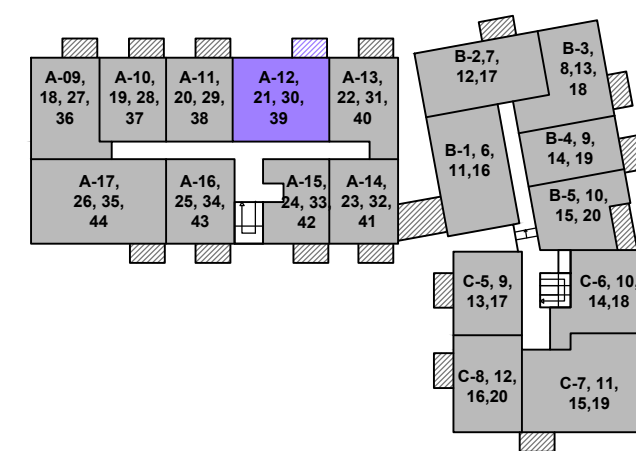 A-09,
18, 27,
36
A-10,
19, 28,
37
A-11,
20, 29,
38
A-12,
21, 30,
39
A-13,
22, 31,
40
A-17,
26, 35,
44
A-16,
25, 34,
43
A-15,
24, 33,
42
A-14,
23, 32,
41
B-2,7,
12,17
B-3,
8,13,
18
B-1, 6,
11,16
B-4, 9,
14, 19
B-5, 10,
15, 20
C-5, 9,
13,17
C-6, 10,
14,18
C-8, 12,
16,20
C-7, 11,
15,19